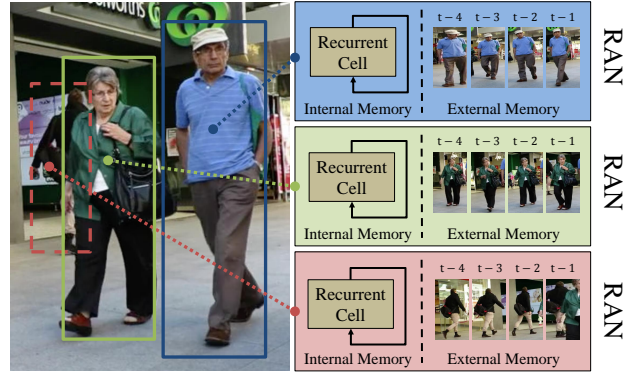 Recurrent
Cell
Internal Memory
t − 4 t − 3 t − 2 t − 1
External Memory
RAN
Recurrent
Cell
Internal Memory
t − 4 t − 3 t − 2 t − 1
External Memory
RAN
Recurrent
Cell
Internal Memory
t − 4 t − 3 t − 2 t − 1
External Memory
RAN